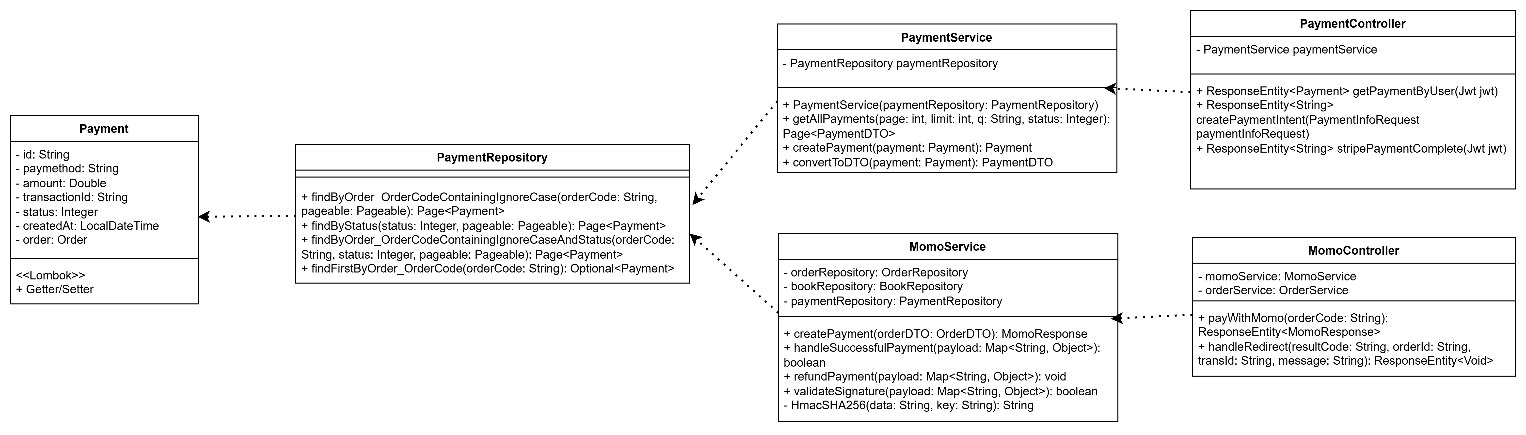 Payment
- id: String
- paymethod: String
- amount: Double
- transactionId: String
- status: Integer
- createdAt: LocalDateTime
- order: Order
<<Lombok>>
+ Getter/Setter
PaymentRepository
+ findByOrder_OrderCodeContainingIgnoreCase(orderCode: String,
pageable: Pageable): Page<Payment>
+ findByStatus(status: Integer, pageable: Pageable): Page<Payment>
+ findByOrder_OrderCodeContainingIgnoreCaseAndStatus(orderCode:
String, status: Integer, pageable: Pageable): Page<Payment>
+ findFirstByOrder_OrderCode(orderCode: String): Optional<Payment>
PaymentService
- PaymentRepository paymentRepository
+ PaymentService(paymentRepository: PaymentRepository)
+ getAllPayments(page: int, limit: int, q: String, status: Integer):
Page<PaymentDTO>
+ createPayment(payment: Payment): Payment
+ convertToDTO(payment: Payment): PaymentDTO
PaymentController
- PaymentService paymentService
+ ResponseEntity<Payment> getPaymentByUser(Jwt jwt)
+ ResponseEntity<String>
createPaymentIntent(PaymentInfoRequest
paymentInfoRequest)
+ ResponseEntity<String> stripePaymentComplete(Jwt jwt)
MomoService
- orderRepository: OrderRepository
- bookRepository: BookRepository
- paymentRepository: PaymentRepository
+ createPayment(orderDTO: OrderDTO): MomoResponse
+ handleSuccessfulPayment(payload: Map<String, Object>):
boolean
+ refundPayment(payload: Map<String, Object>): void
+ validateSignature(payload: Map<String, Object>): boolean
- HmacSHA256(data: String, key: String): String
MomoController
- momoService: MomoService
- orderService: OrderService
+ payWithMomo(orderCode: String):
ResponseEntity<MomoResponse>
+ handleRedirect(resultCode: String, orderId: String,
transId: String, message: String): ResponseEntity<Void>